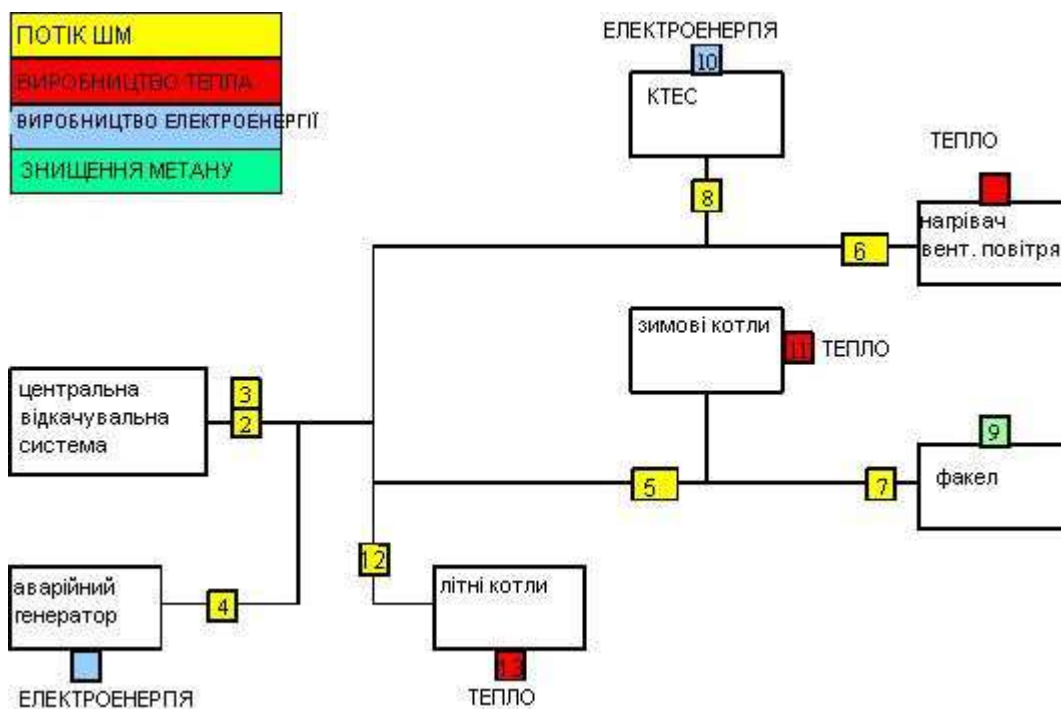 ПОТІК ШМ
ВИРОБНИЦТВО ТЕПЛА
ВИРОБНИЦТВО ЕЛЕКТРОЕНЕРГІЇ
ЗНИЩЕННЯ МЕТАНУ
ЕЛЕКТРОЕНЕРГІЯ
10
КТЕС
8
ТЕПЛО
нагрівач
вент. повітря
6
зимові котли
11 ТЕПЛО
центральна
відкачувальна
система
3
2
9
факел
5
7
12
аварійний
генератор
4
літні котли
13
ЕЛЕКТРОЕНЕРГІЯ
ТЕПЛО